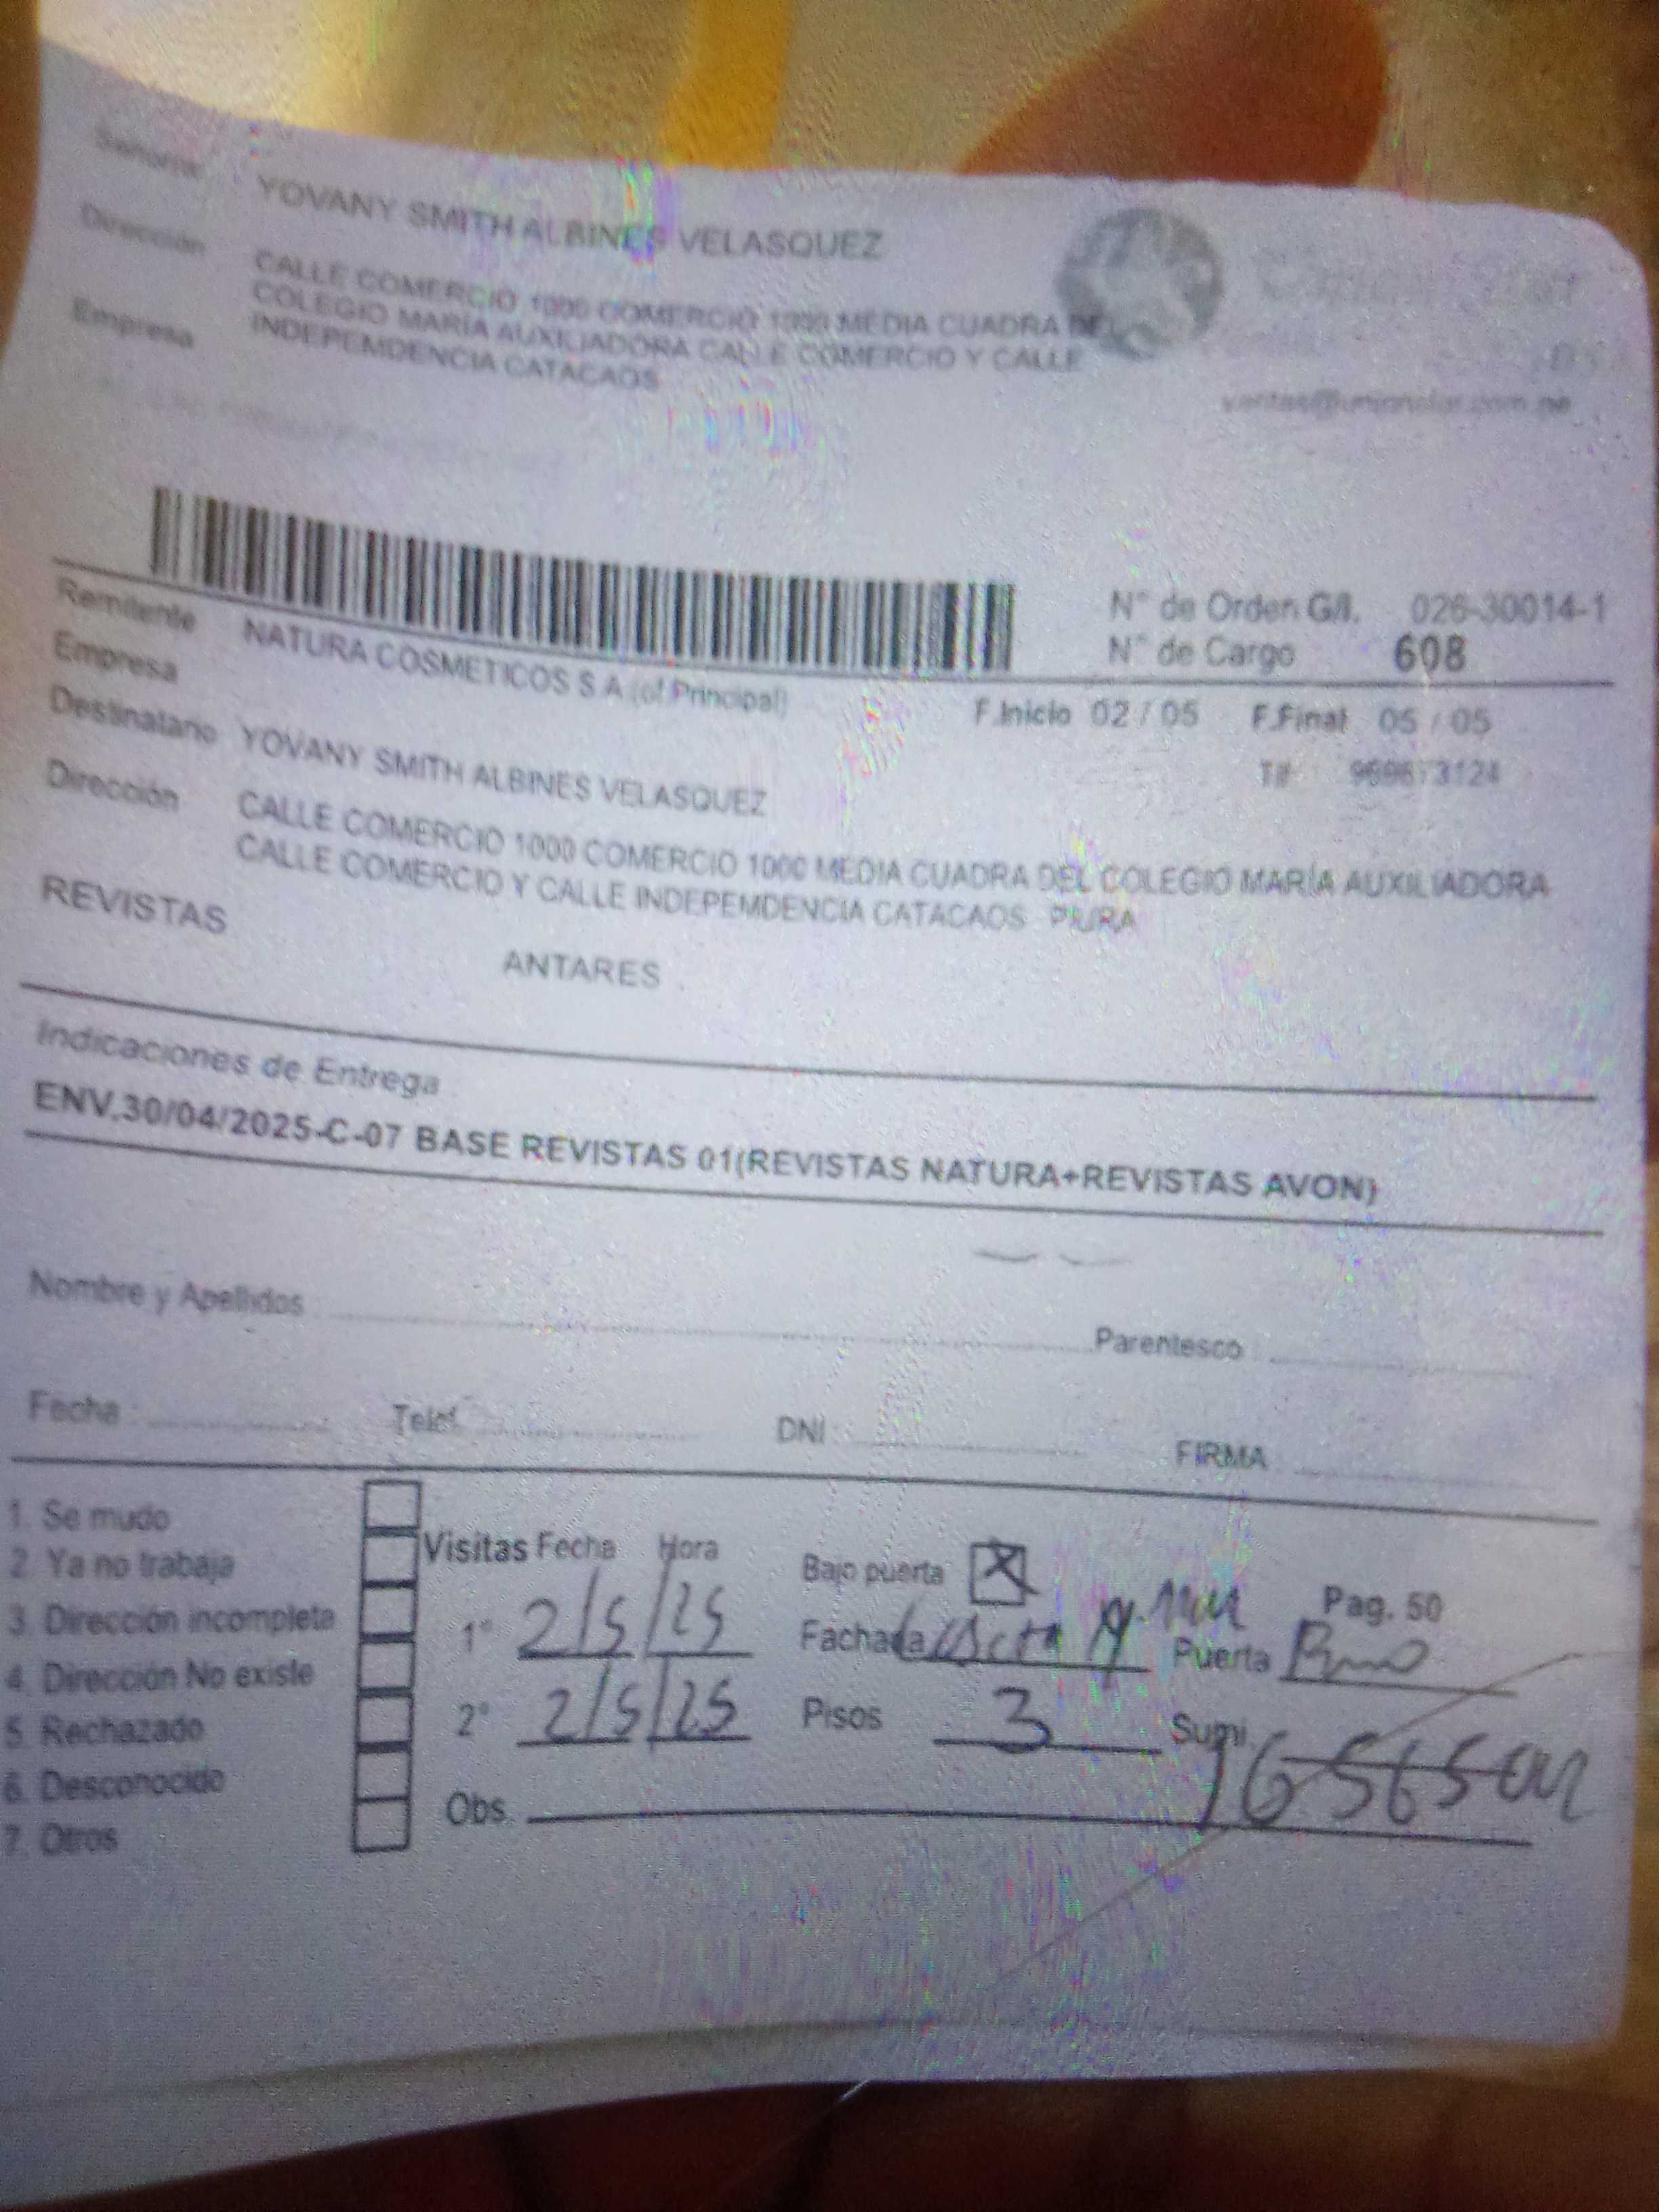 Señor/a : YOVANY SMITH ALBINES VELASQUEZ
Dirección CALLE COMERCIO 1000 COMERCIO 1000 MEDIA CUADRA DEL
COLEGIO MARÍA AUXILIADORA CALLE COMERCIO Y CALLE
INDEPEMDENCIA CATACAOS
Empresa
ventas@unionstar.com.pe
N° de Orden G/I. 026-30014-1
N° de Cargo 608
Remitente NATURA COSMETICOS S A (of Principal)
F.Inicio 02 / 05 F.Final 05 / 05
Empresa
Destinatario YOVANY SMITH ALBINES VELASQUEZ
Dirección CALLE COMERCIO 1000 COMERCIO 1000 MEDIA CUADRA DEL COLEGIO MARÍA AUXILIADORA
CALLE COMERCIO Y CALLE INDEPEMDENCIA CATACAOS PIURA
REVISTAS
ANTARES
Indicaciones de Entrega
ENV.30/04/2025-C-07 BASE REVISTAS 01(REVISTAS NATURA+REVISTAS AVON)
Nombre y Apellidos Parentesco
Fecha : Telef. DNI : FIRMA
1. Se mudo
2. Ya no trabaja
3. Dirección incompleta
4. Dirección No existe
5. Rechazado
6. Desconocido
7. Otros
Visitas Fecha Hora
1° 2/5/25
2° 2/5/25
Obs.
Bajo puerta X
Pag. 50
Fachada Puerta
Pisos 3 Sumi.